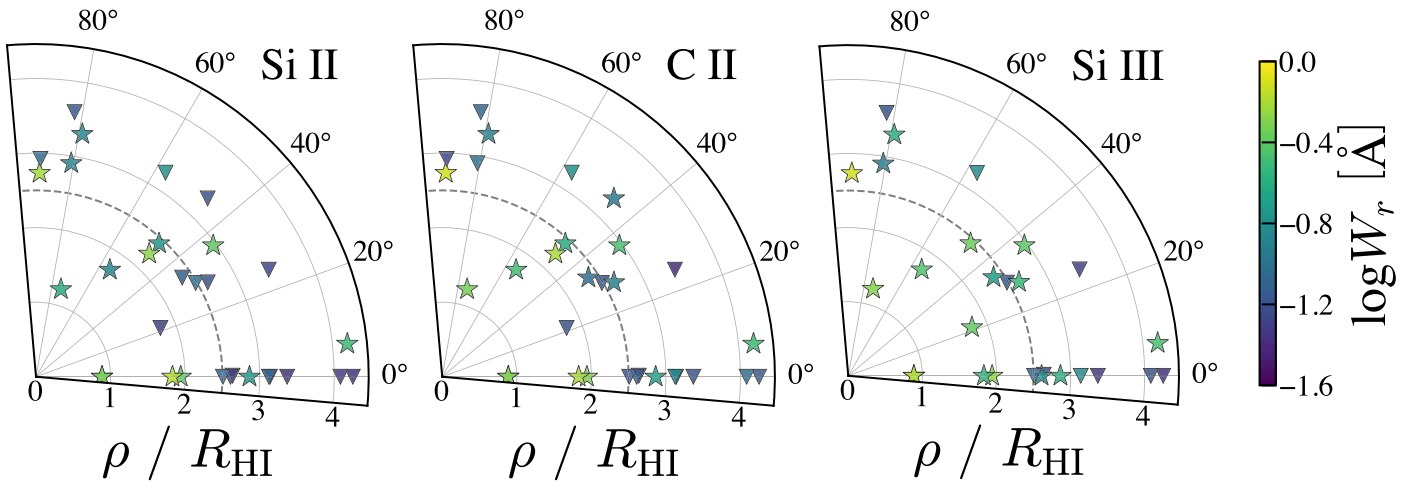 80° 80° 80°
60° Si II 60° C II 60° Si III
40° 40° 40°
20° 20° 20°
0° 0° 0°
0 1 2 3 4 0 1 2 3 4 0 1 2 3 4
ρ / R_HI ρ / R_HI ρ / R_HI
0.0
−0.4
−0.8
−1.2
−1.6
logW_r [Å]